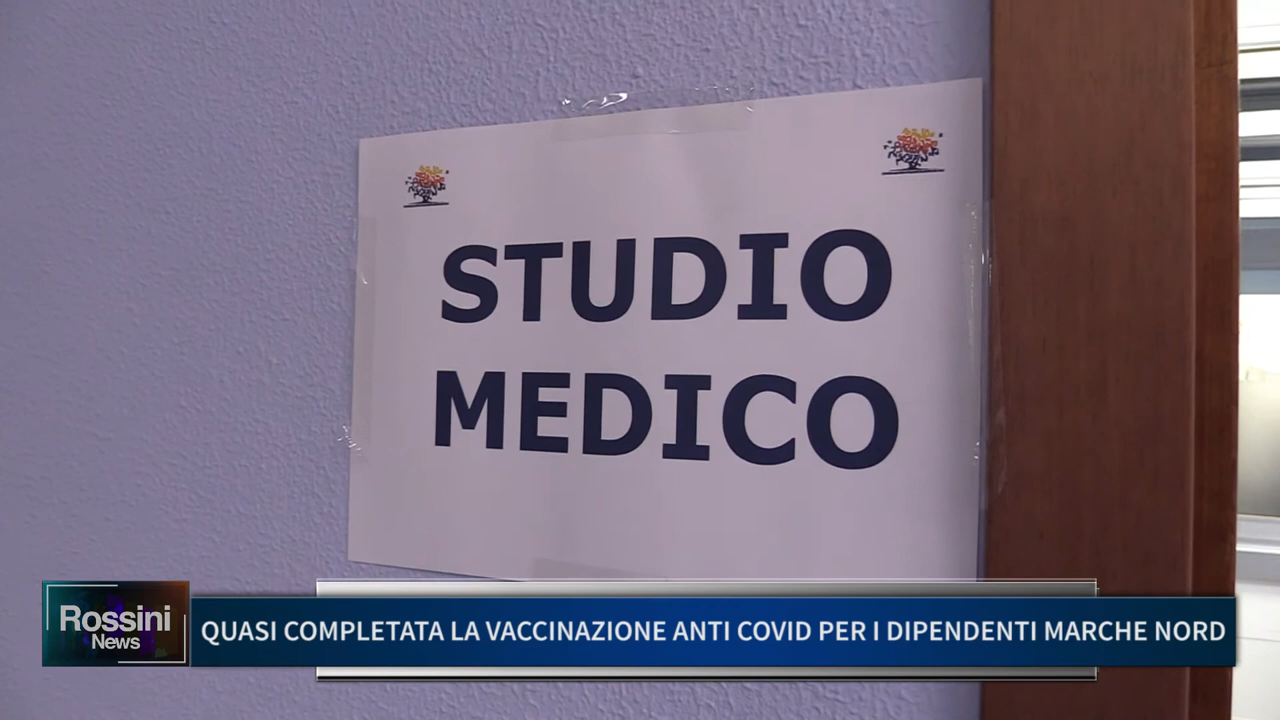 STUDIO
MEDICO
Rossini
News
QUASI COMPLETATA LA VACCINAZIONE ANTI COVID PER I DIPENDENTI MARCHE NORD